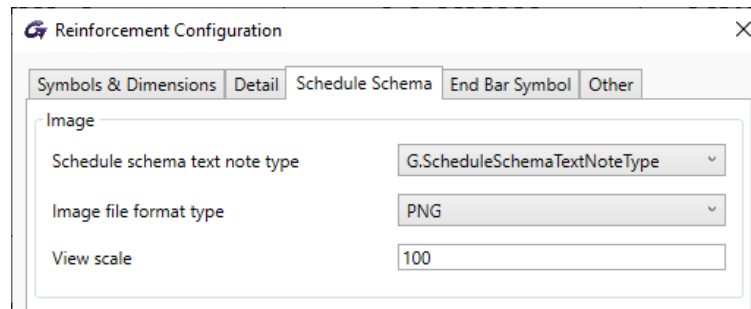 Reinforcement Configuration
Symbols & Dimensions Detail Schedule Schema End Bar Symbol Other
Image
Schedule schema text note type G.ScheduleSchemaTextNoteType
Image file format type PNG
View scale 100